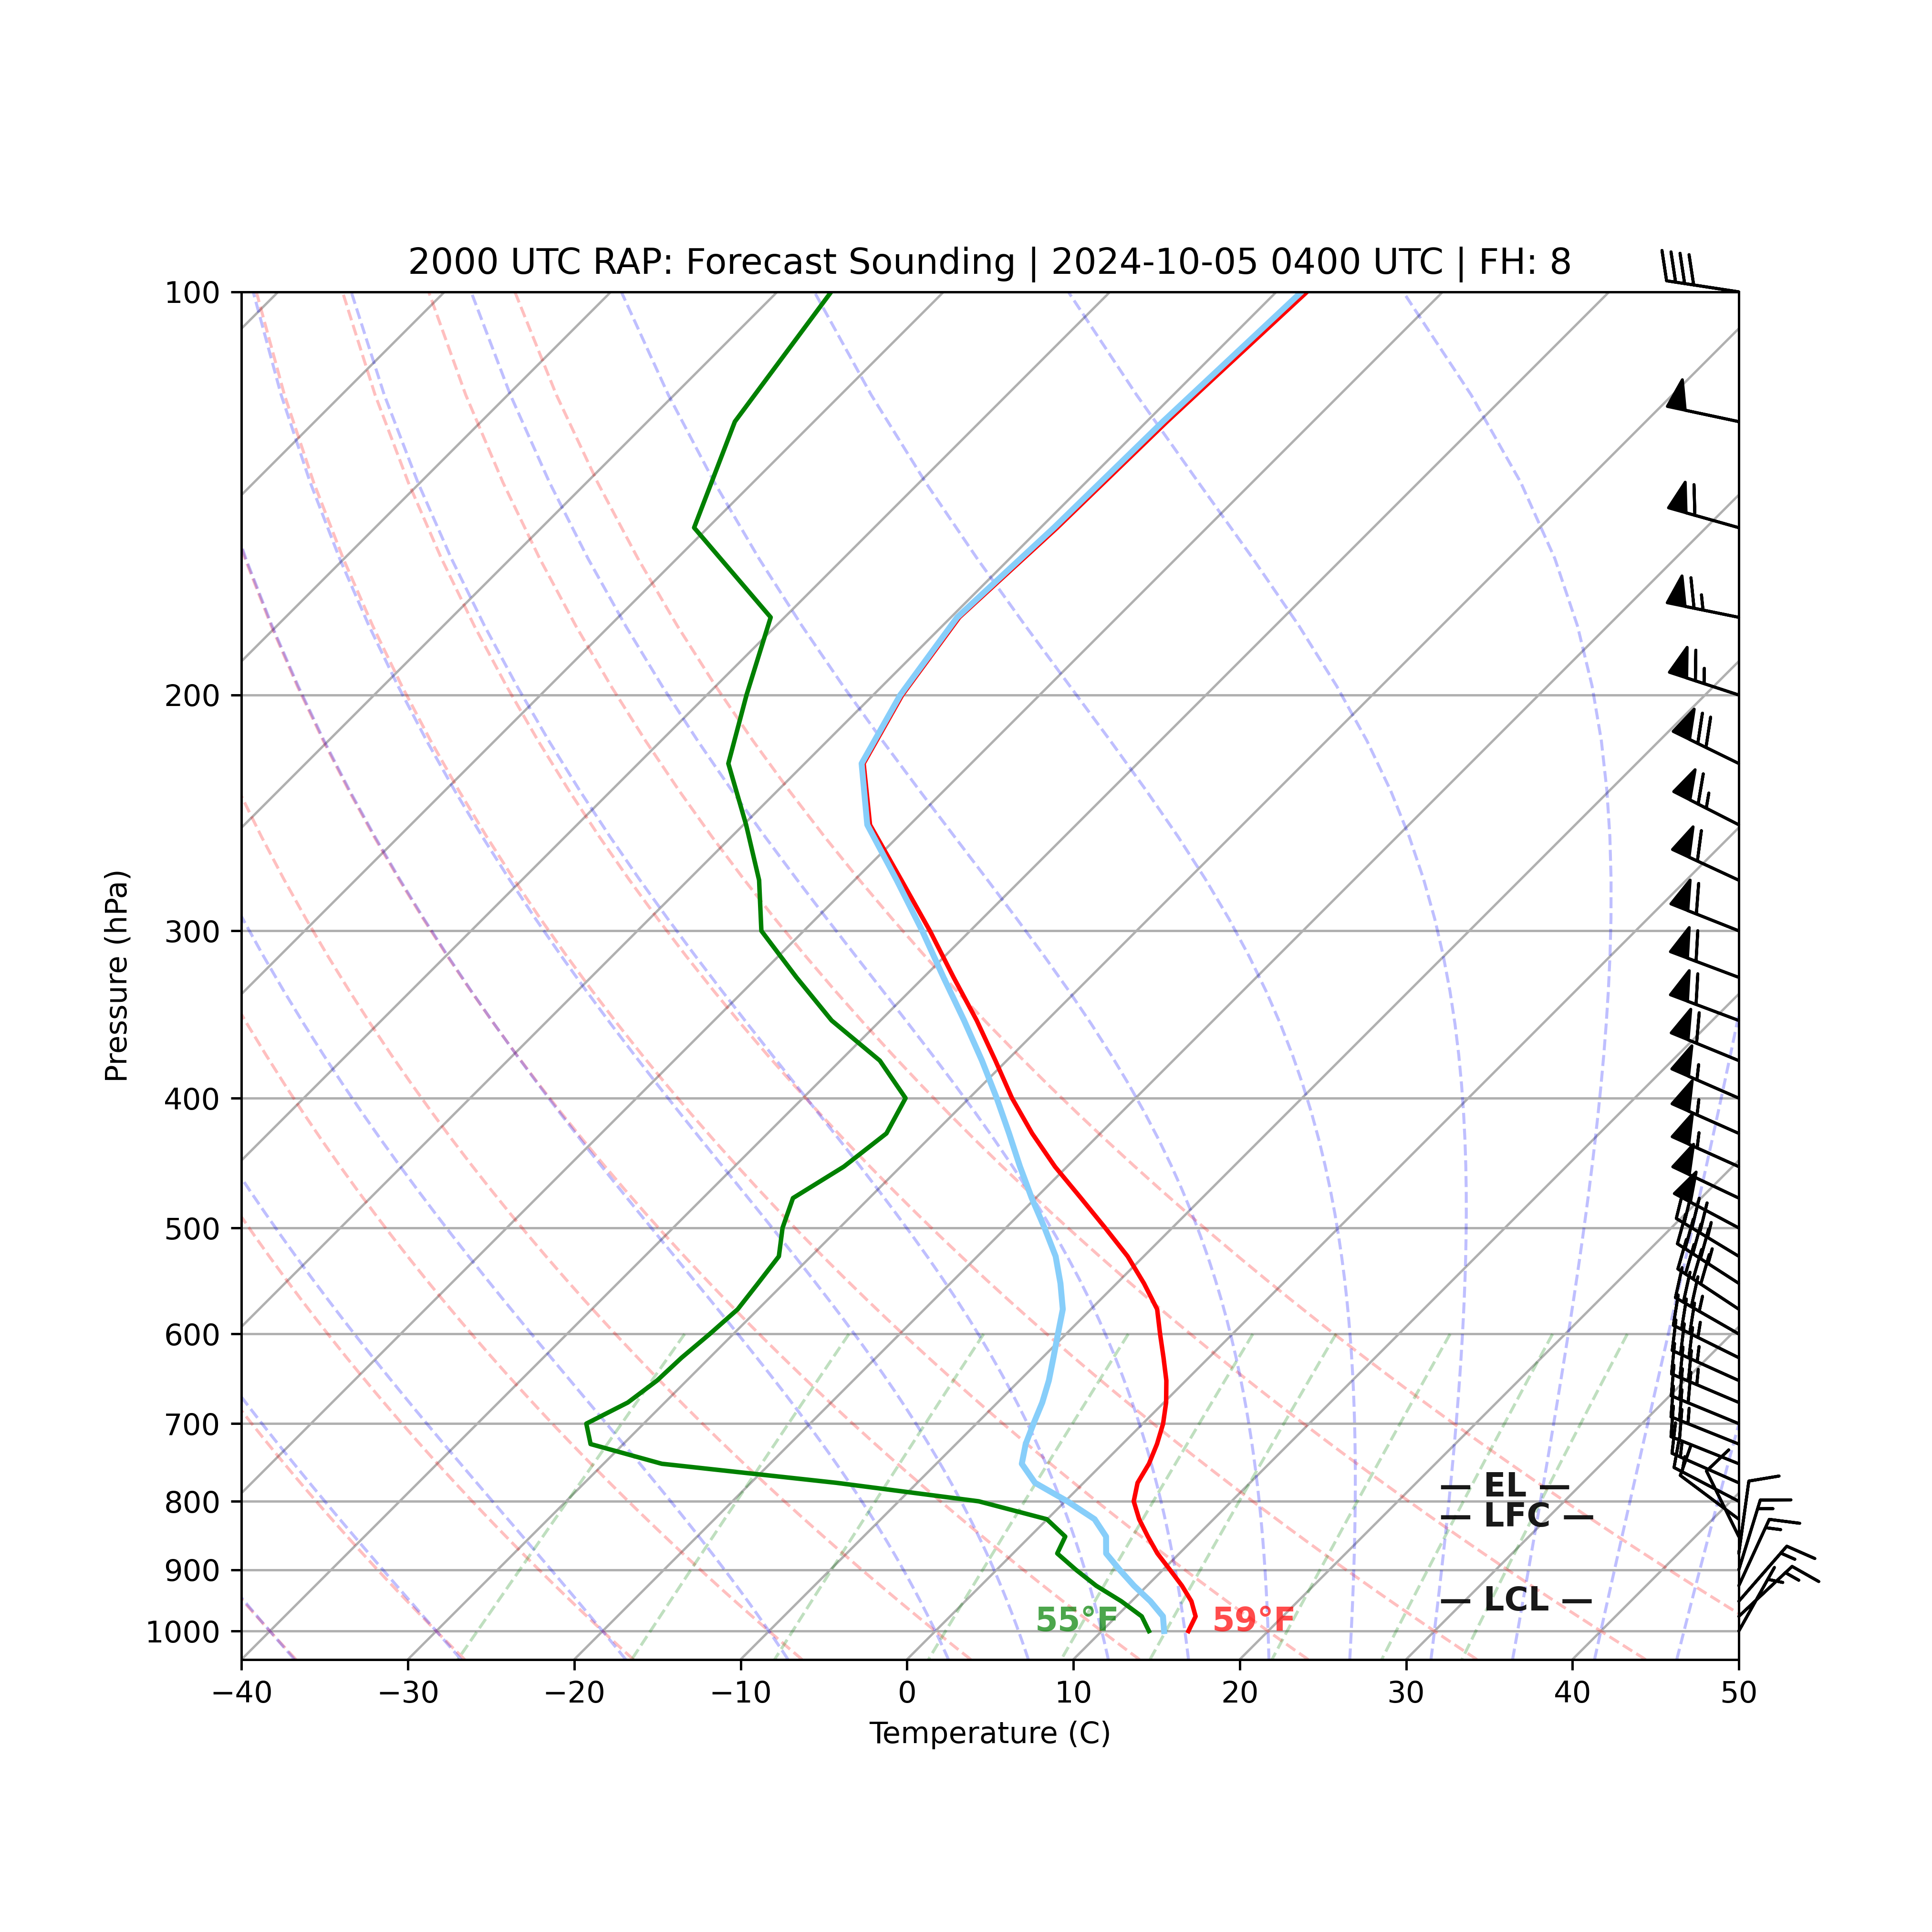 2000 UTC RAP: Forecast Sounding | 2024-10-05 0400 UTC | FH: 8
100
200
300
400
500
600
700
800
900
1000
Pressure (hPa)
— EL —
— LFC —
— LCL —
55°F
59°F
−40 −30 −20 −10 0 10 20 30 40 50
Temperature (C)